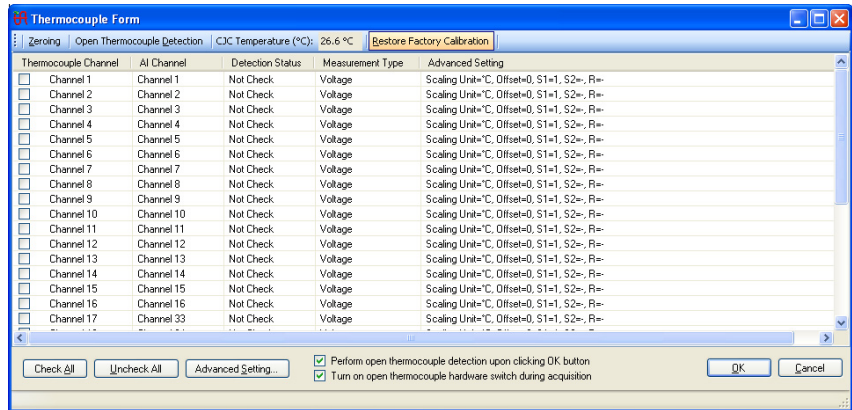 Thermocouple Form
Zeroing Open Thermocouple Detection CJC Temperature (°C): 26.6 °C Restore Factory Calibration
Thermocouple Channel AI Channel Detection Status Measurement Type Advanced Setting
Channel 1 Channel 1 Not Check Voltage Scaling Unit=°C, Offset=0, S1=1, S2=-, R=-
Channel 2 Channel 2 Not Check Voltage Scaling Unit=°C, Offset=0, S1=1, S2=-, R=-
Channel 3 Channel 3 Not Check Voltage Scaling Unit=°C, Offset=0, S1=1, S2=-, R=-
Channel 4 Channel 4 Not Check Voltage Scaling Unit=°C, Offset=0, S1=1, S2=-, R=-
Channel 5 Channel 5 Not Check Voltage Scaling Unit=°C, Offset=0, S1=1, S2=-, R=-
Channel 6 Channel 6 Not Check Voltage Scaling Unit=°C, Offset=0, S1=1, S2=-, R=-
Channel 7 Channel 7 Not Check Voltage Scaling Unit=°C, Offset=0, S1=1, S2=-, R=-
Channel 8 Channel 8 Not Check Voltage Scaling Unit=°C, Offset=0, S1=1, S2=-, R=-
Channel 9 Channel 9 Not Check Voltage Scaling Unit=°C, Offset=0, S1=1, S2=-, R=-
Channel 10 Channel 10 Not Check Voltage Scaling Unit=°C, Offset=0, S1=1, S2=-, R=-
Channel 11 Channel 11 Not Check Voltage Scaling Unit=°C, Offset=0, S1=1, S2=-, R=-
Channel 12 Channel 12 Not Check Voltage Scaling Unit=°C, Offset=0, S1=1, S2=-, R=-
Channel 13 Channel 13 Not Check Voltage Scaling Unit=°C, Offset=0, S1=1, S2=-, R=-
Channel 14 Channel 14 Not Check Voltage Scaling Unit=°C, Offset=0, S1=1, S2=-, R=-
Channel 15 Channel 15 Not Check Voltage Scaling Unit=°C, Offset=0, S1=1, S2=-, R=-
Channel 16 Channel 16 Not Check Voltage Scaling Unit=°C, Offset=0, S1=1, S2=-, R=-
Channel 17 Channel 33 Not Check Voltage Scaling Unit=°C, Offset=0, S1=1, S2=-, R=-
Check All Uncheck All Advanced Setting... Perform open thermocouple detection upon clicking OK button OK Cancel
Turn on open thermocouple hardware switch during acquisition